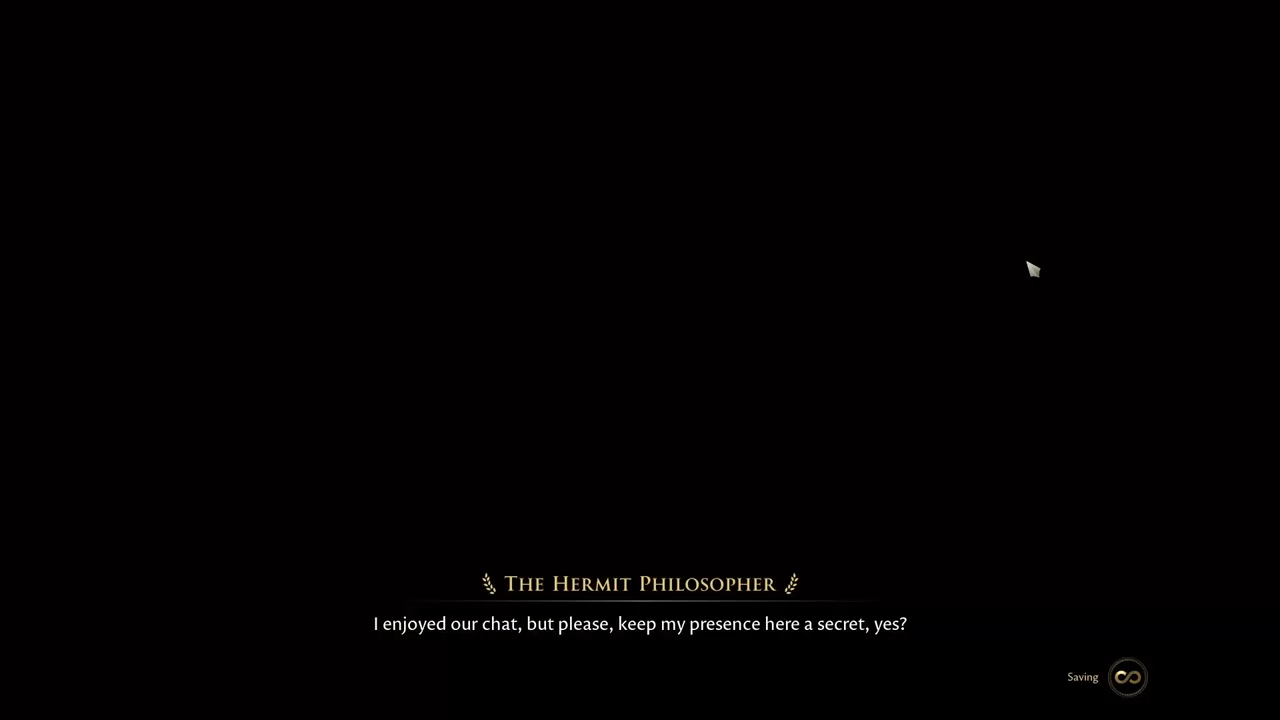 The Hermit Philosopher
I enjoyed our chat, but please, keep my presence here a secret, yes?
Saving